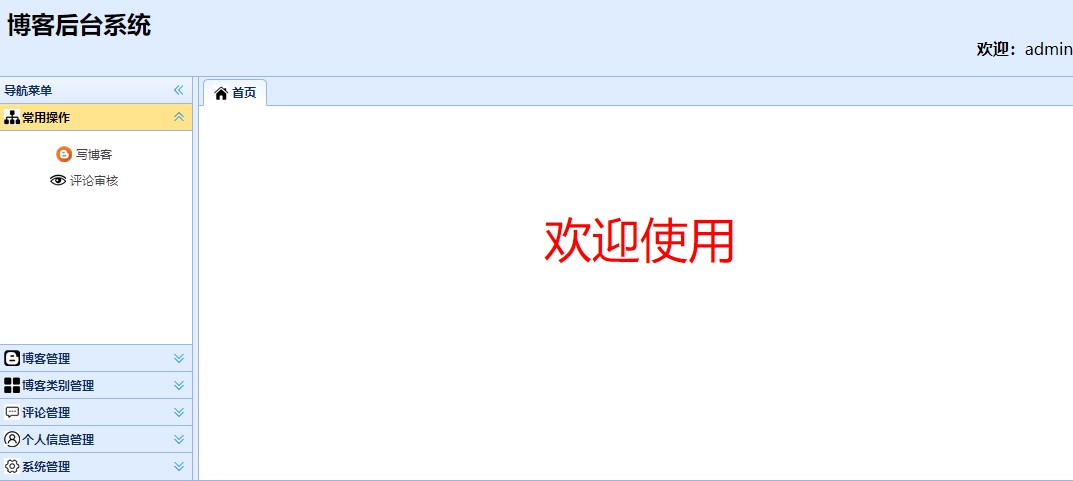 博客后台系统
欢迎：admin
导航菜单
首页
常用操作
写博客
评论审核
欢迎使用
博客管理
博客类别管理
评论管理
个人信息管理
系统管理